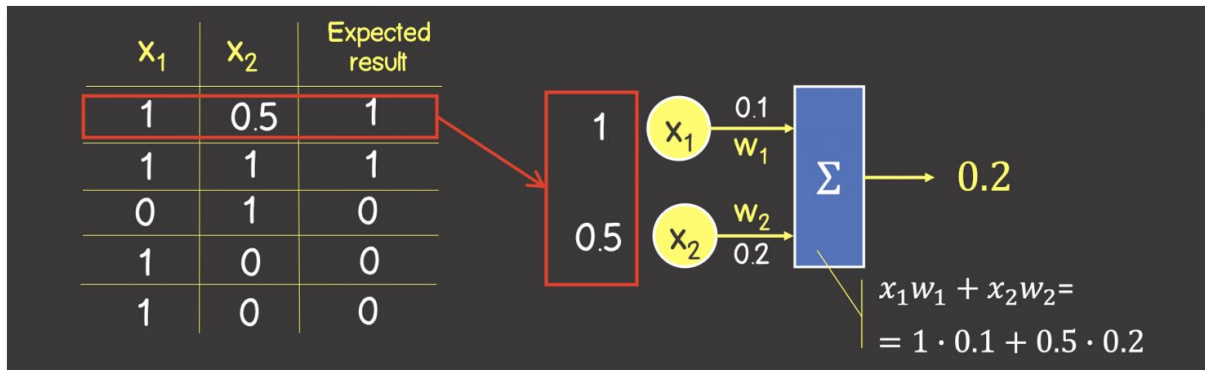 x₁ x₂ Expected result
1 0.5 1
1 1 1
0 1 0
1 0 0
1 0 0
1 x₁ 0.1 w₁
0.5 x₂ w₂ 0.2
Σ 0.2
x₁w₁ + x₂w₂=
= 1 · 0.1 + 0.5 · 0.2